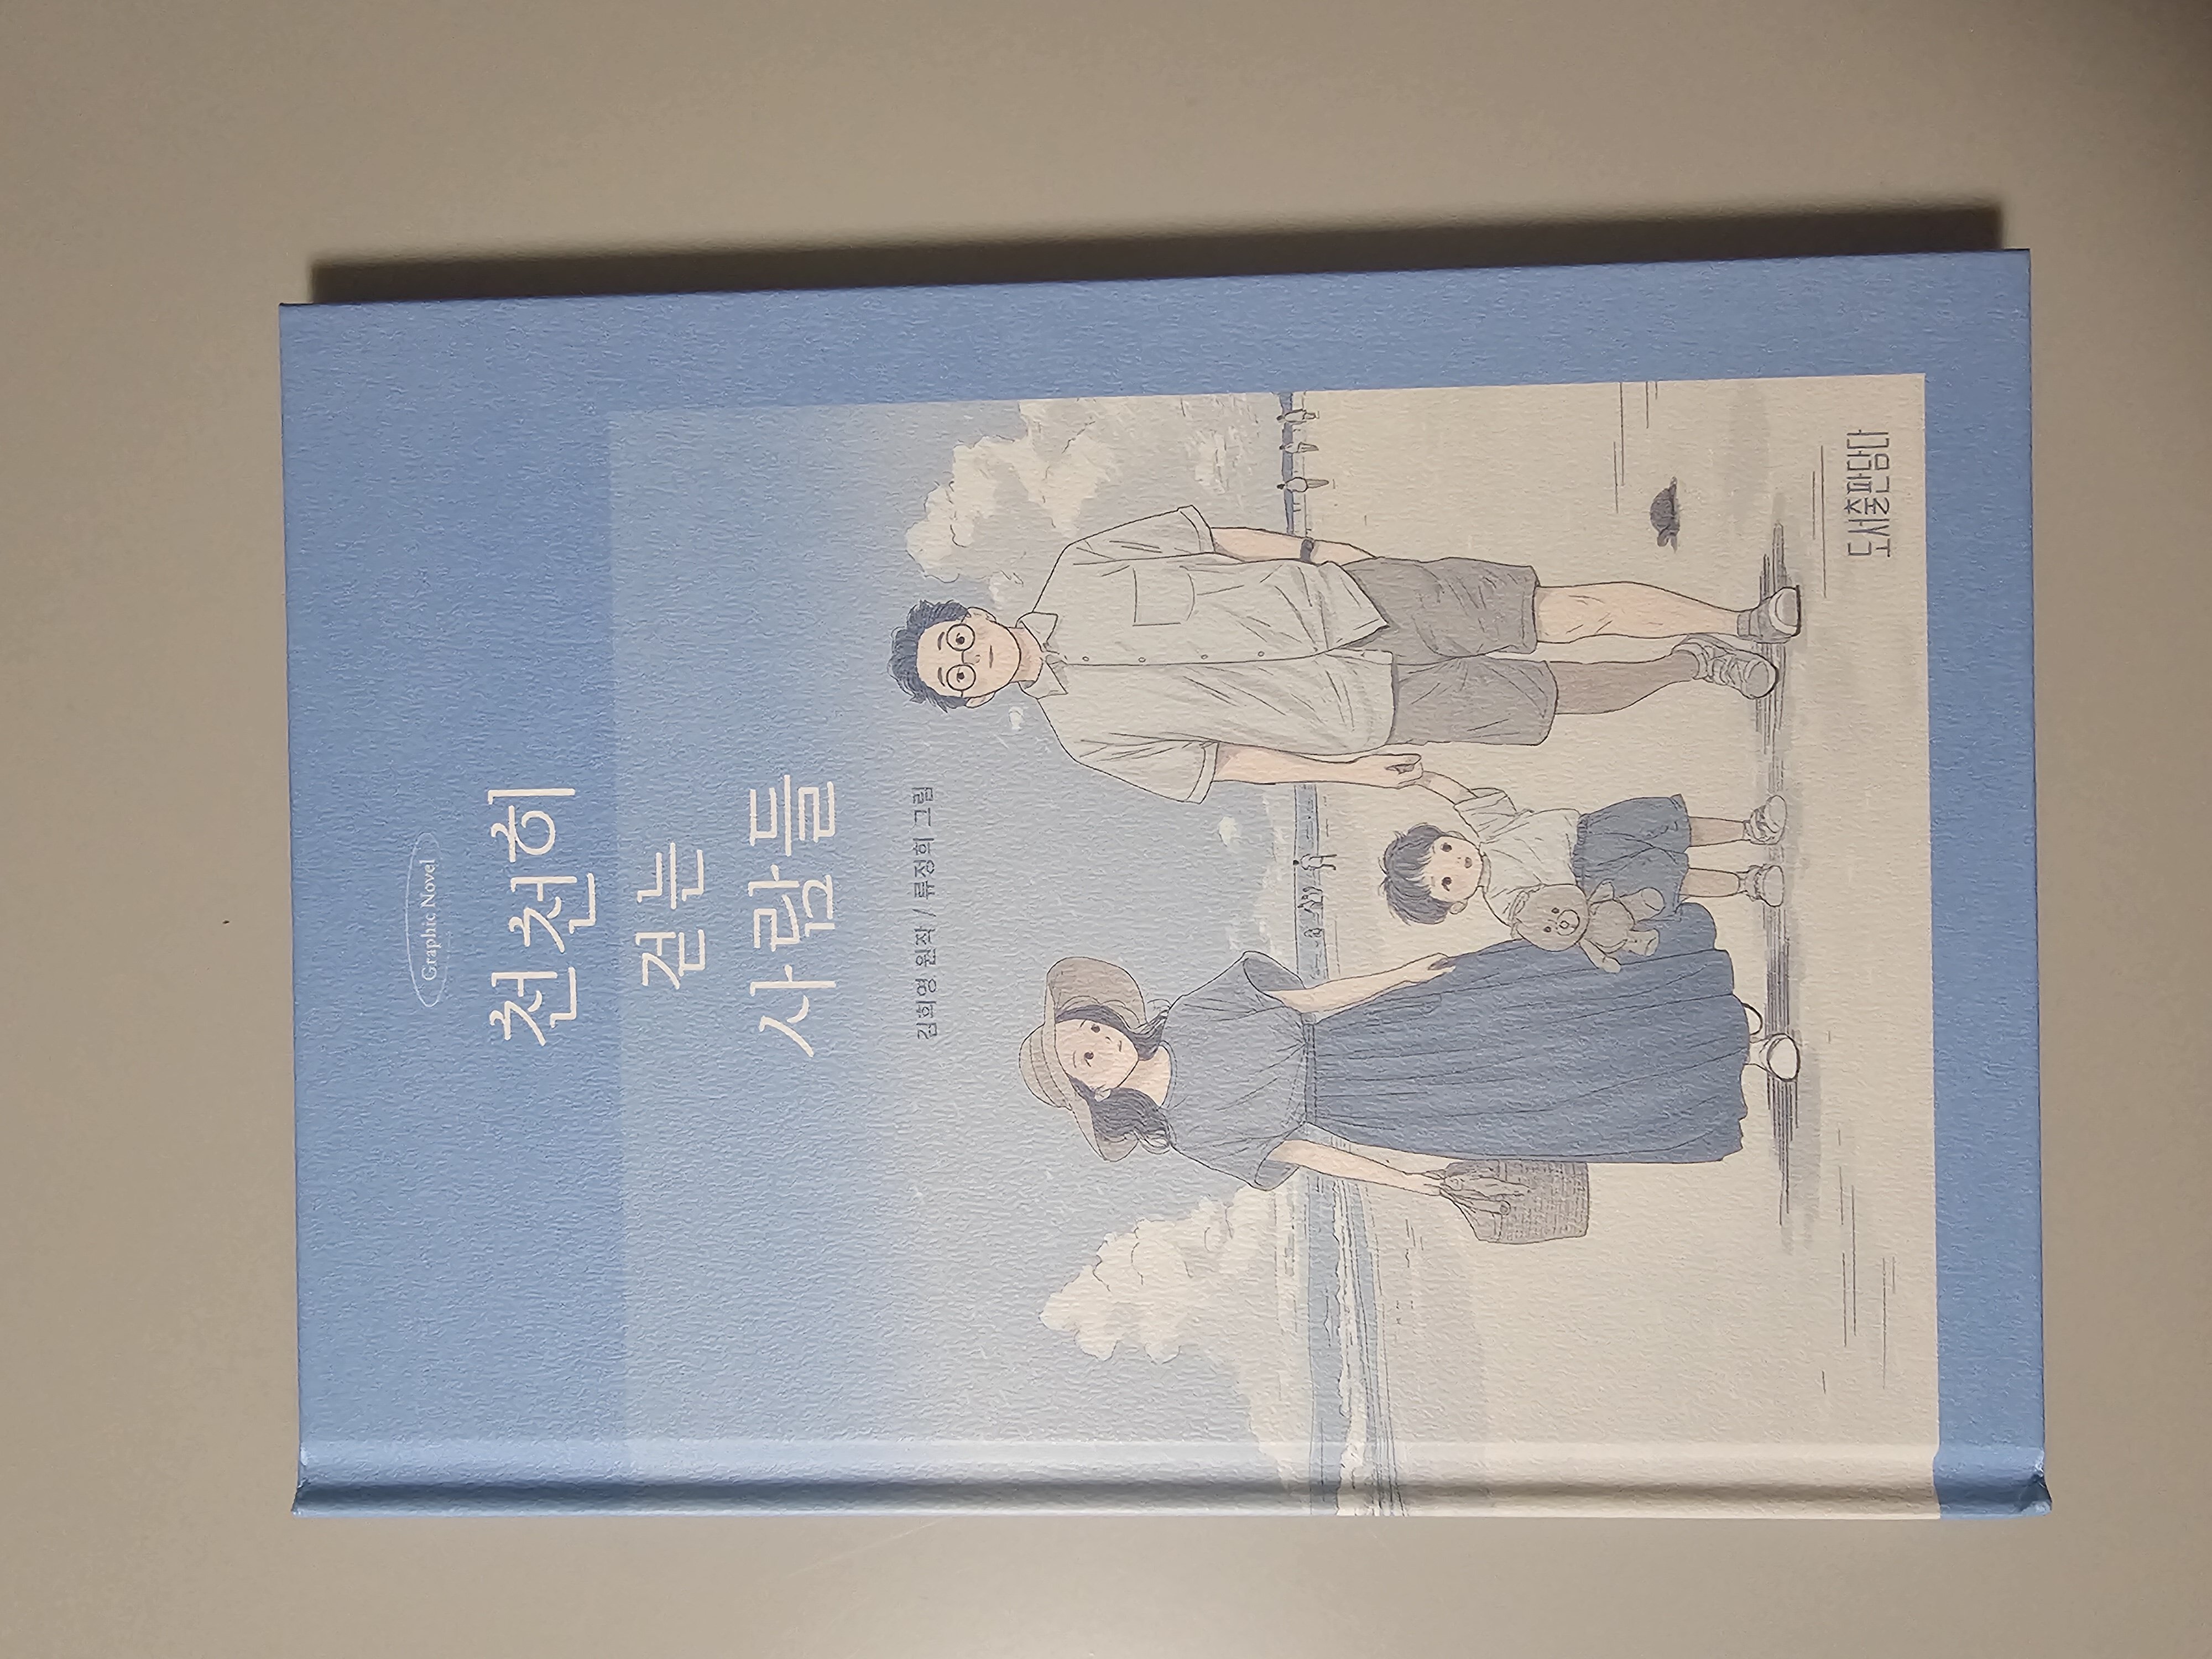 Graphic Novel
천천히
걷는
사람들
김희영 원작 / 류정희 그림
도서출판담다